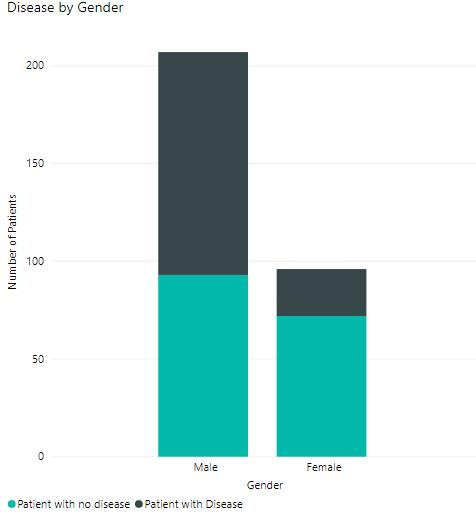 Disease by Gender
200
150
100
50
0
Number of Patients
Male Female
Gender
Patient with no disease Patient with Disease